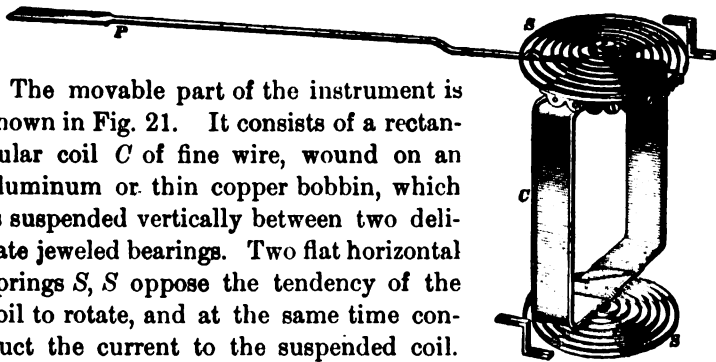 S
P
The movable part of the instrument is
hown in Fig. 21. It consists of a rectan-
ular coil C of fine wire, wound on an
luminum or thin copper bobbin, which
s suspended vertically between two deli-
ate jeweled bearings. Two flat horizontal
prings S, S oppose the tendency of the
oil to rotate, and at the same time con-
uct the current to the suspended coil.
C
S